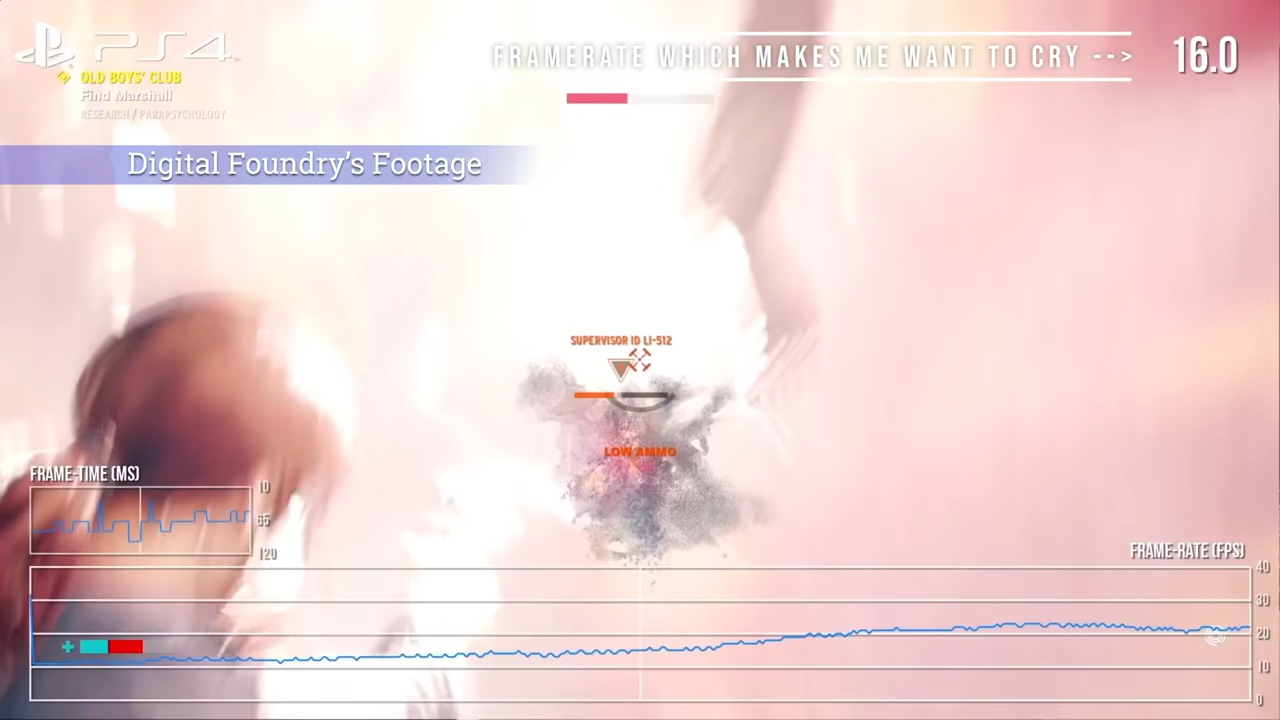 PS4
FRAMERATE WHICH MAKES ME WANT TO CRY -->
16.0
OLD BOYS' CLUB
Find Marshall
RESEARCH / PARAPSYCHOLOGY
Digital Foundry's Footage
SUPERVISOR ID LI-512
LOW AMMO
FRAME-TIME (MS)
10
65
120
FRAME-RATE (FPS)
40
30
20
10
0